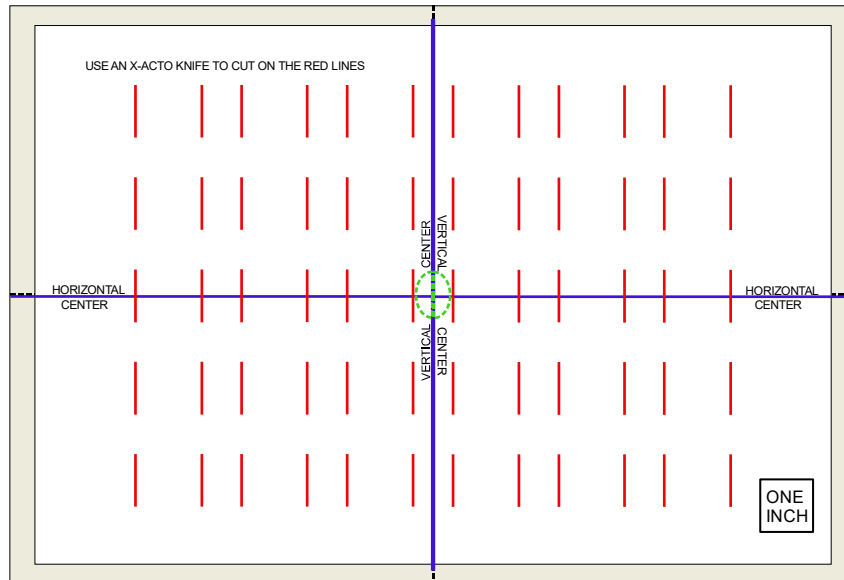 USE AN X-ACTO KNIFE TO CUT ON THE RED LINES
VERTICAL
CENTER
HORIZONTAL
CENTER
HORIZONTAL
CENTER
VERTICAL
CENTER
ONE
INCH